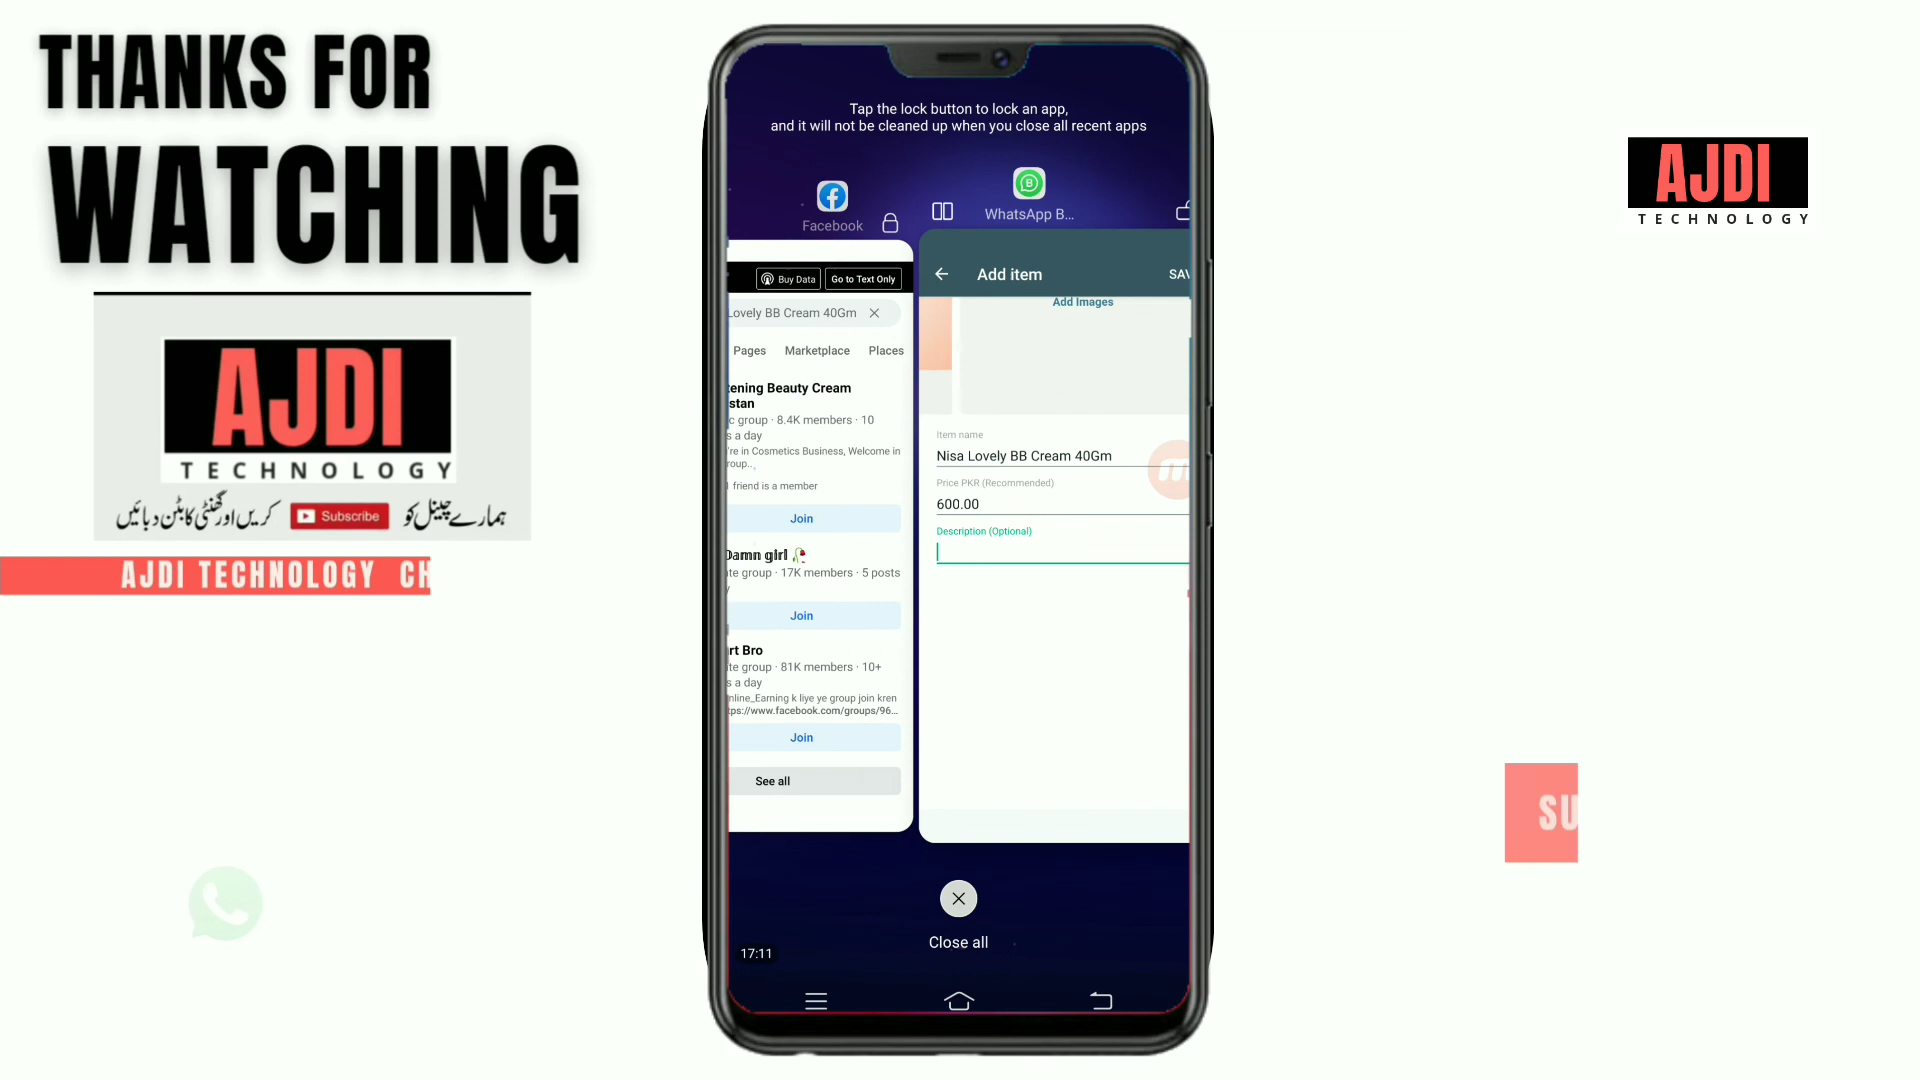 THANKS FOR
WATCHING
AJDI
TECHNOLOGY
ہمارے چینل کو Subscribe کریں اور گھنٹی کا بٹن دبائیں
AJDI TECHNOLOGY CH
Tap the lock button to lock an app,
and it will not be cleaned up when you close all recent apps
Facebook
WhatsApp B...
Buy Data
Go to Text Only
Lovely BB Cream 40Gm
Pages Marketplace Places
tening Beauty Cream
stan
c group · 8.4K members · 10
s a day
're in Cosmetics Business, Welcome in
roup..
friend is a member
Join
Damn girl 🥀
te group · 17K members · 5 posts
y
Join
rt Bro
te group · 81K members · 10+
s a day
nline_Earning k liye ye group join kren
tps://www.facebook.com/groups/96...
Join
See all
Add item
SAV
Add Images
Item name
Nisa Lovely BB Cream 40Gm
Price PKR (Recommended)
600.00
Description (Optional)
Close all
17:11
AJDI
TECHNOLOGY
SU